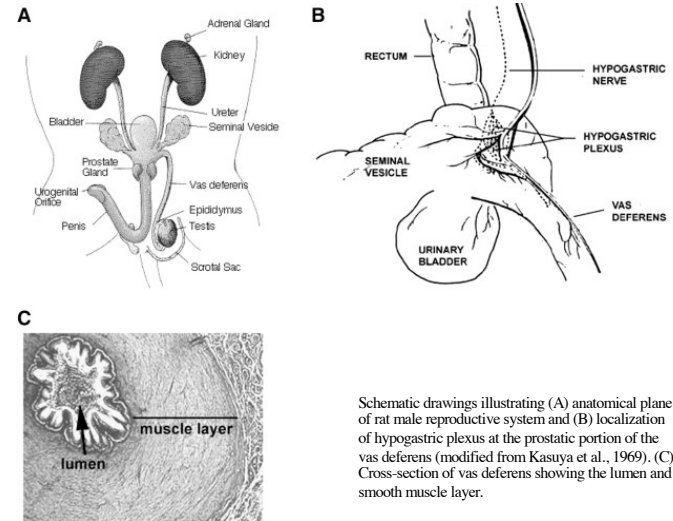 A
Adrenal Gland
Kidney
Ureter
Bladder
Seminal Veside
Prostate
Gland
Vas deferens
Urogenital
Orifice
Epididymus
Penis
Testis
Scrotal Sac
B
RECTUM
HYPOGASTRIC
NERVE
HYPOGASTRIC
PLEXUS
SEMINAL
VESICLE
VAS
DEFERENS
URINARY
BLADDER
C
muscle layer
lumen
Schematic drawings illustrating (A) anatomical plane
of rat male reproductive system and (B) localization
of hypogastric plexus at the prostatic portion of the
vas deferens (modified from Kasuya et al., 1969). (C)
Cross-section of vas deferens showing the lumen and
smooth muscle layer.